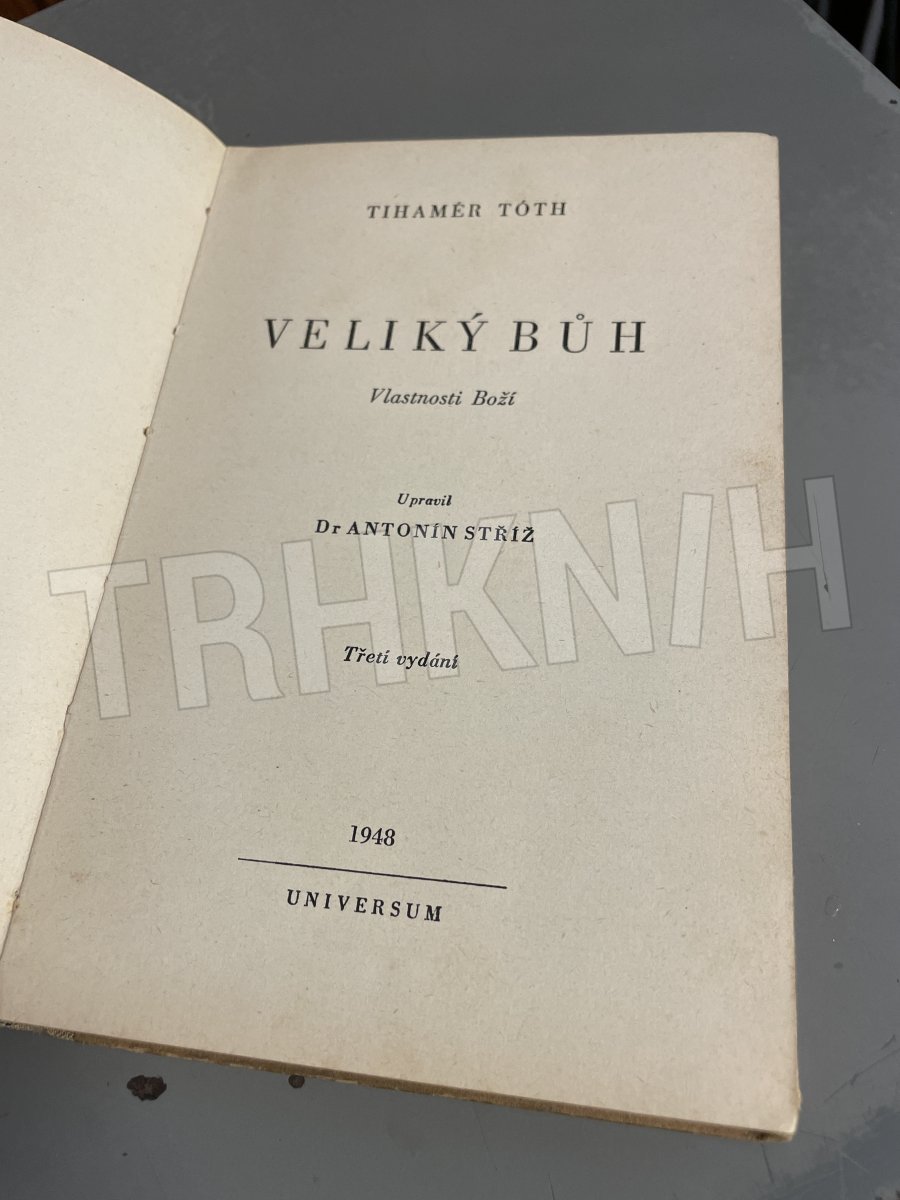 TIHAMÉR TÓTH
VELIKÝ BŮH
Vlastnosti Boží
Upravil
Dr ANTONÍN STŘÍŽ
TRHKNIH
Třetí vydání
1948
UNIVERSUM